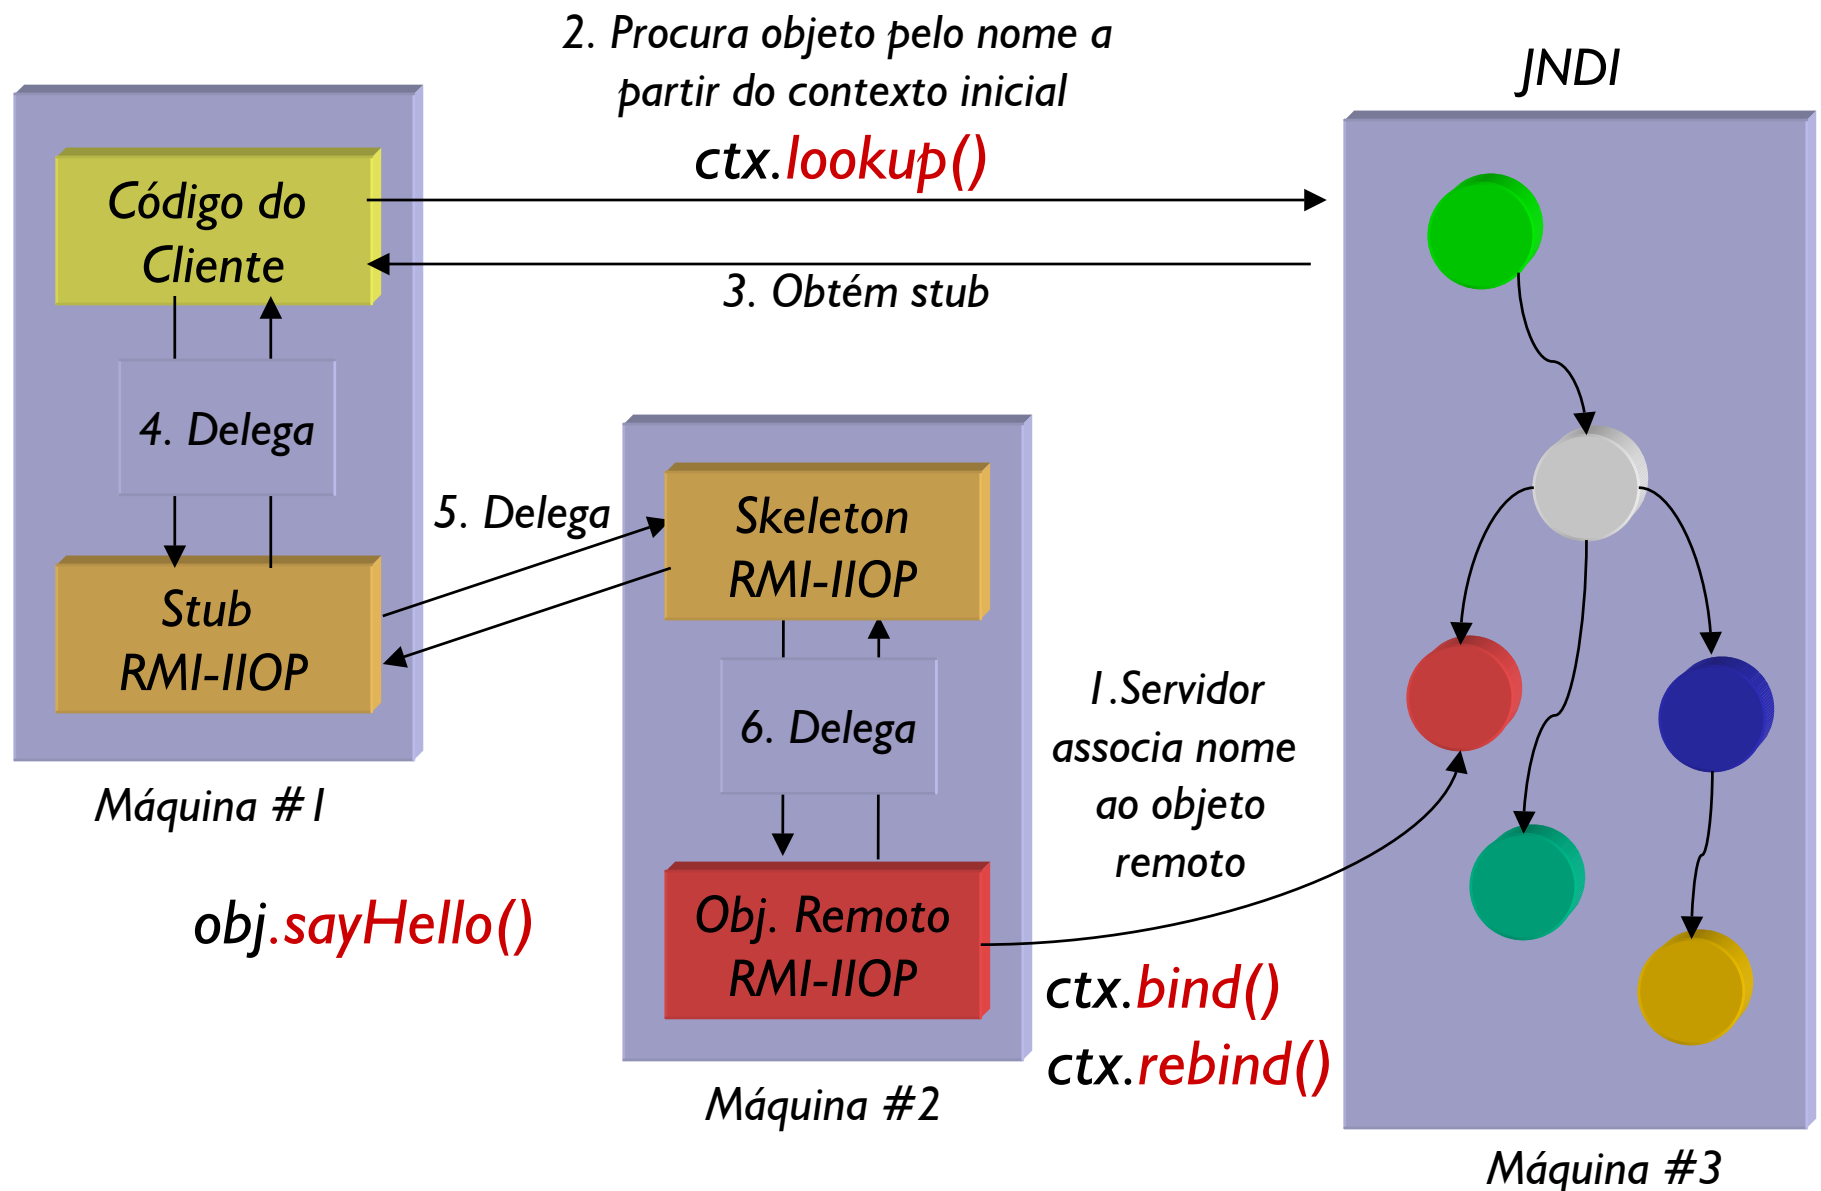 2. Procura objeto pelo nome a
partir do contexto inicial
ctx.lookup()
JNDI
Código do
Cliente
3. Obtém stub
4. Delega
5. Delega
Stub
RMI-IIOP
Skeleton
RMI-IIOP
6. Delega
1.Servidor
associa nome
ao objeto
remoto
Máquina #1
obj.sayHello()
Obj. Remoto
RMI-IIOP
ctx.bind()
ctx.rebind()
Máquina #2
Máquina #3